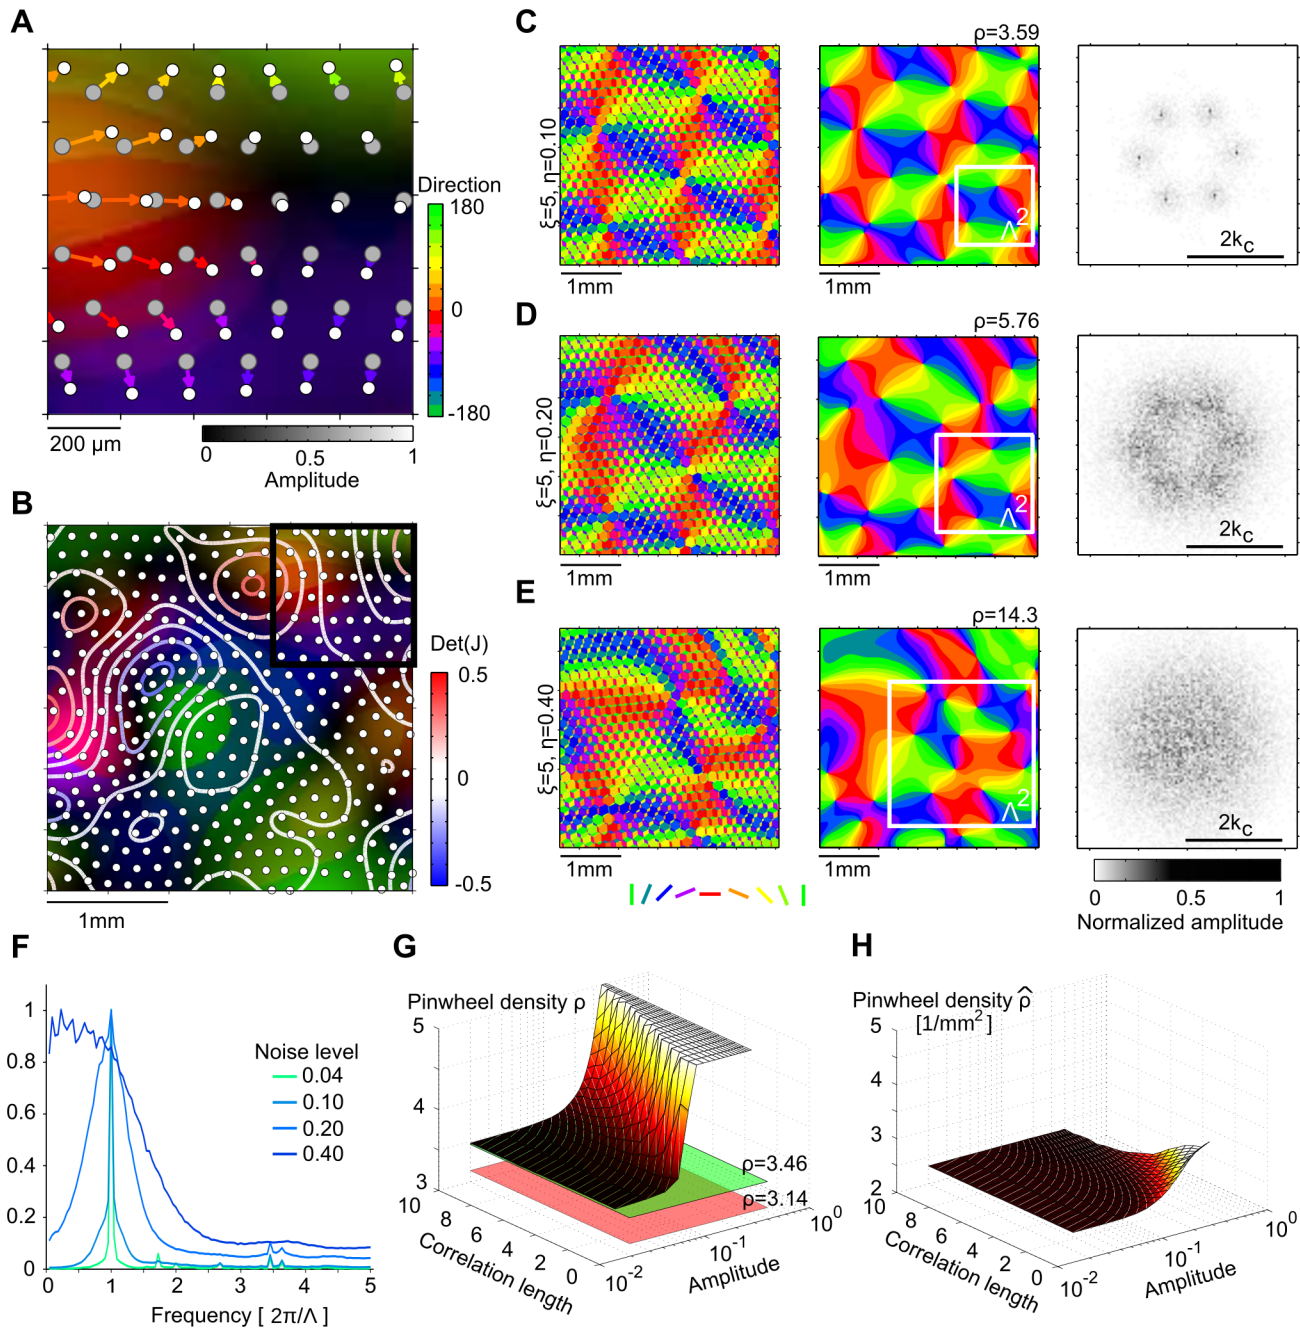 A
Direction
180
0
-180
200 µm
0
0.5
1
Amplitude
B
Det(J)
0.5
0
-0.5
1mm
C
ρ=3.59
ξ=5, η=0.10
Λ²
2k_c
1mm
1mm
D
ρ=5.76
ξ=5, η=0.20
Λ²
2k_c
1mm
1mm
E
ρ=14.3
ξ=5, η=0.40
Λ²
2k_c
1mm
1mm
0
0.5
1
Normalized amplitude
F
1
0.8
0.6
0.4
0.2
0
Noise level
0.04
0.10
0.20
0.40
0
1
2
3
4
5
Frequency [ 2π/Λ ]
G
Pinwheel density ρ
5
4
3
ρ=3.46
ρ=3.14
10
8
6
4
2
0
Correlation length
10⁻²
10⁻¹
10⁰
Amplitude
H
Pinwheel density ρ̂
[1/mm²]
5
4
3
2
10
8
6
4
2
0
Correlation length
10⁻²
10⁻¹
10⁰
Amplitude